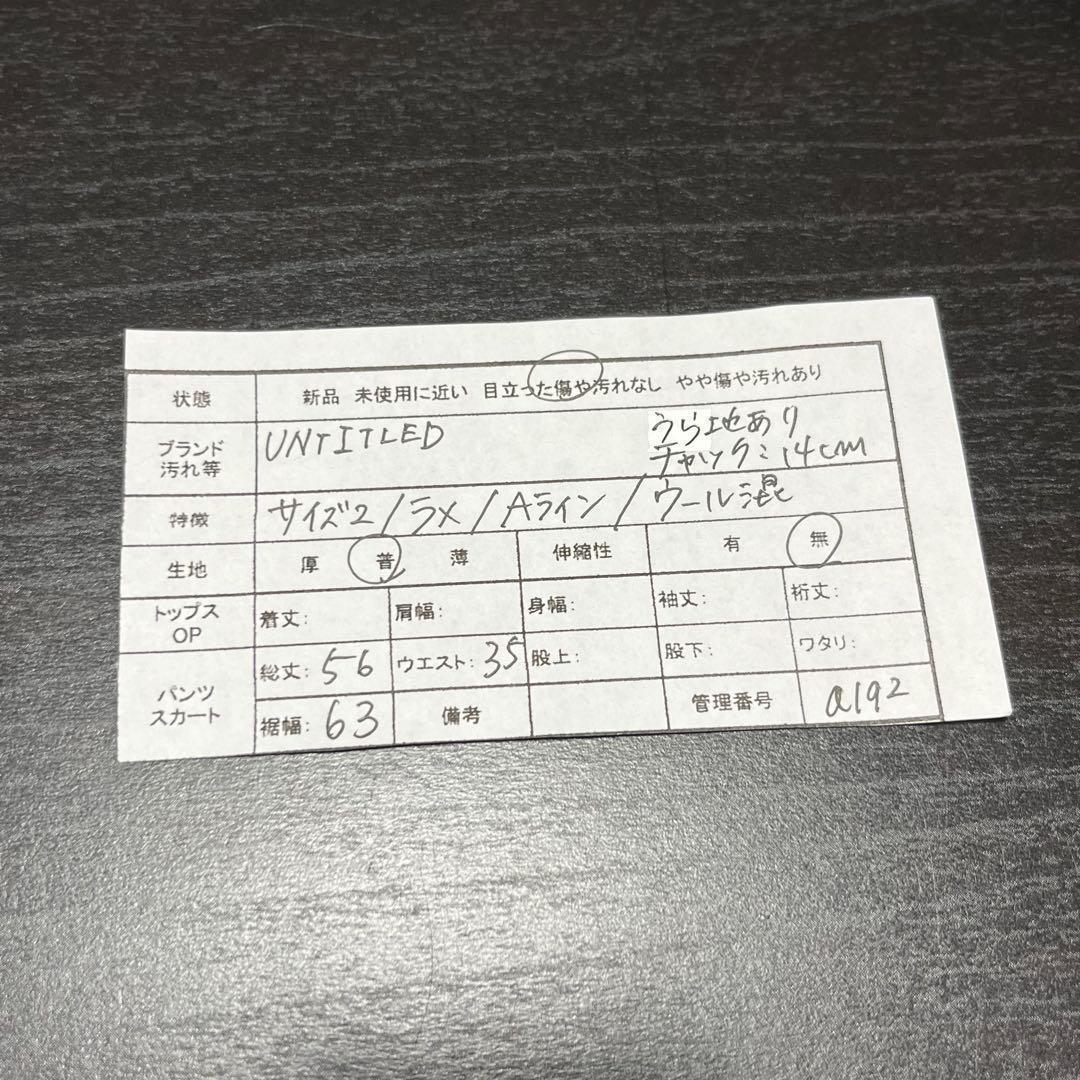 状態 新品 未使用に近い 目立った傷や汚れなし やや傷や汚れあり
ブランド 汚れ等 UNTITLED うら地あり
チャック:14cm
特徴 サイズ2/ラメ/Aライン/ウール混
生地 厚 普 薄 伸縮性 有 無
トップス OP 着丈: 肩幅: 身幅: 袖丈: 裄丈:
パンツ スカート 総丈:56 ウエスト:35 股上: 股下: ワタリ:
裾幅:63 備考 管理番号 a192